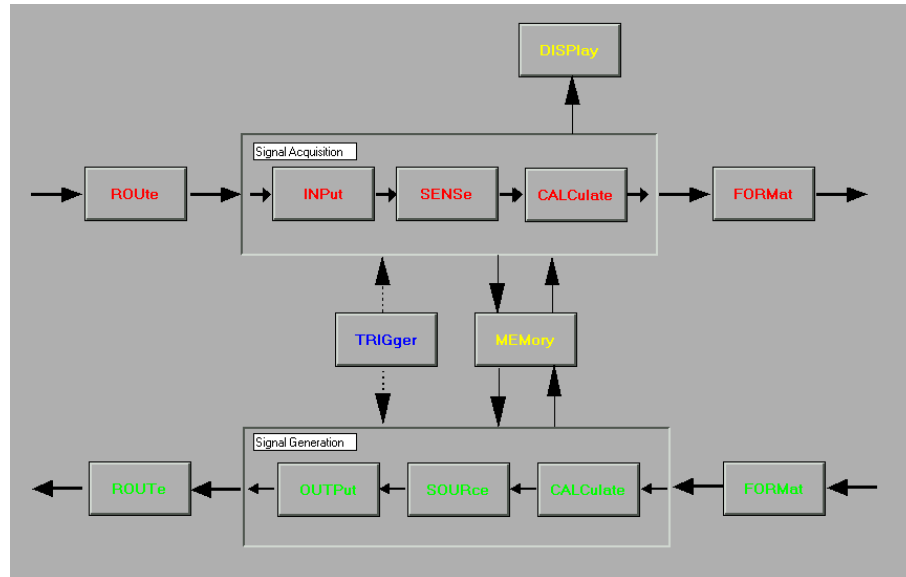 DISPlay
Signal Acquisition
ROUte
INPut
SENSe
CALCulate
FORMat
TRIGger
MEMory
Signal Generation
ROUTe
OUTPut
SOURce
CALCulate
FORMat